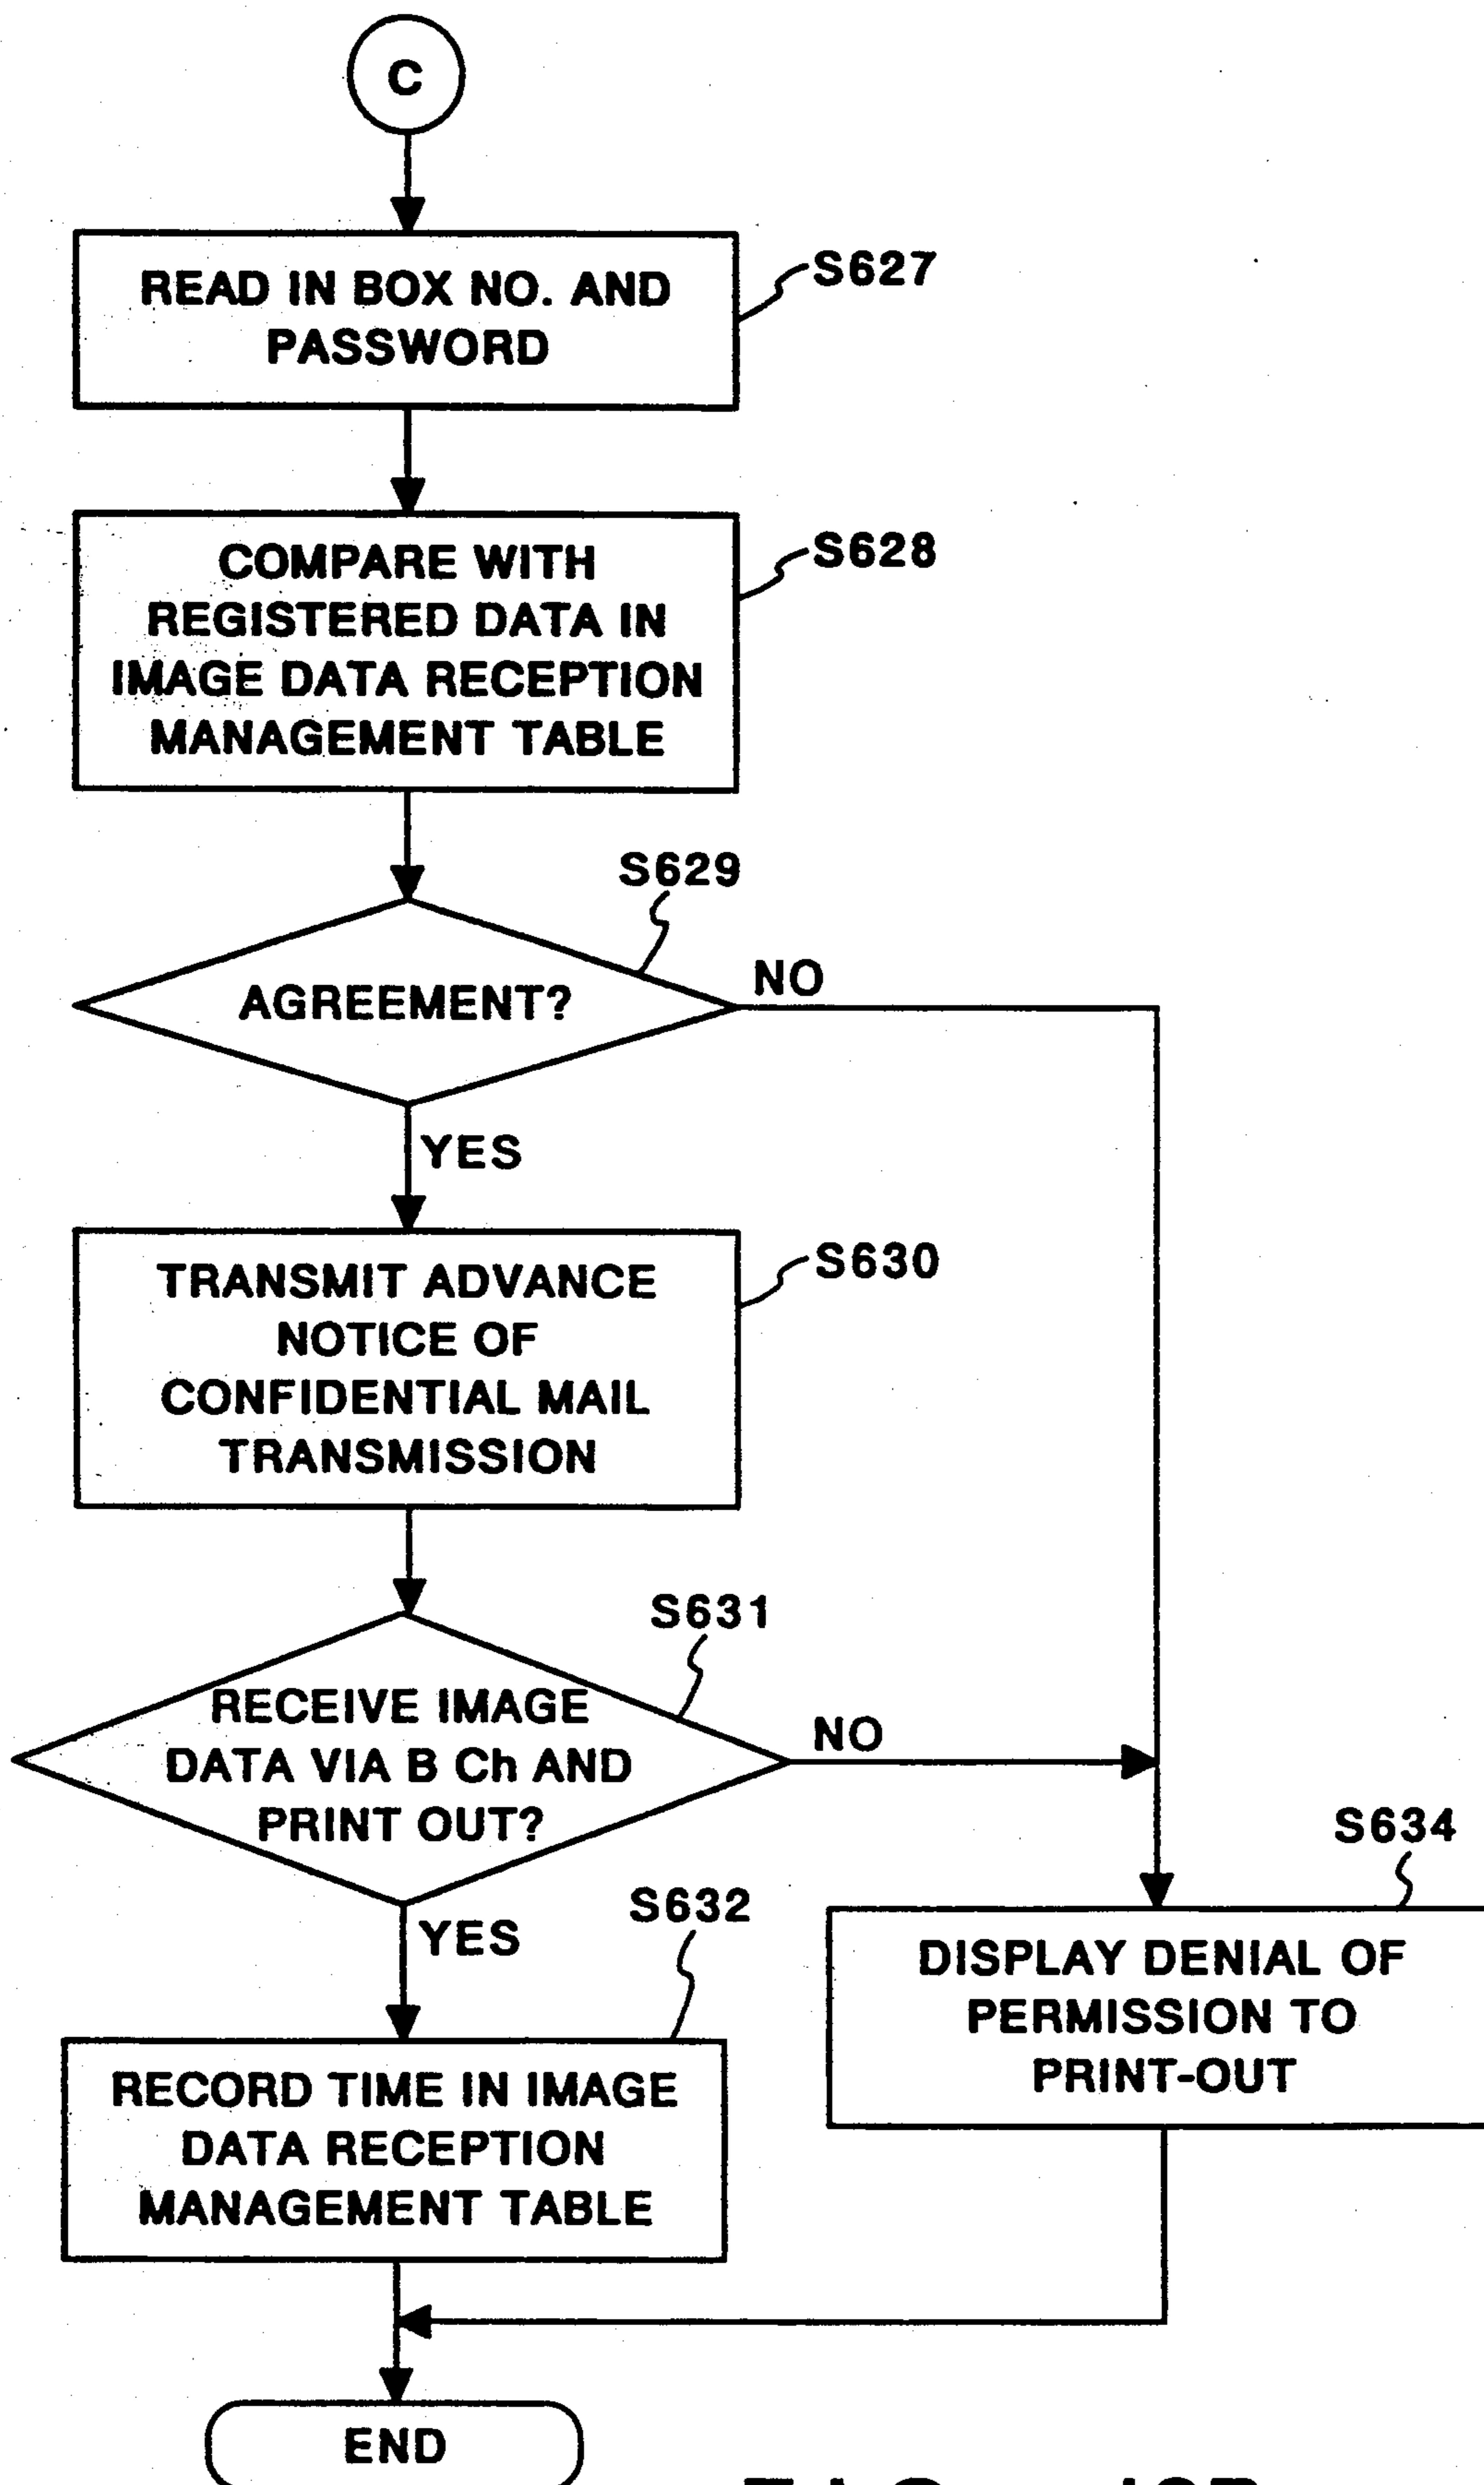 C
READ IN BOX NO. AND
PASSWORD
S627
COMPARE WITH
REGISTERED DATA IN
IMAGE DATA RECEPTION
MANAGEMENT TABLE
S628
S629
AGREEMENT?
NO
YES
TRANSMIT ADVANCE
NOTICE OF
CONFIDENTIAL MAIL
TRANSMISSION
S630
S631
RECEIVE IMAGE
DATA VIA B Ch AND
PRINT OUT?
NO
YES
S632
RECORD TIME IN IMAGE
DATA RECEPTION
MANAGEMENT TABLE
S634
DISPLAY DENIAL OF
PERMISSION TO
PRINT-OUT
END